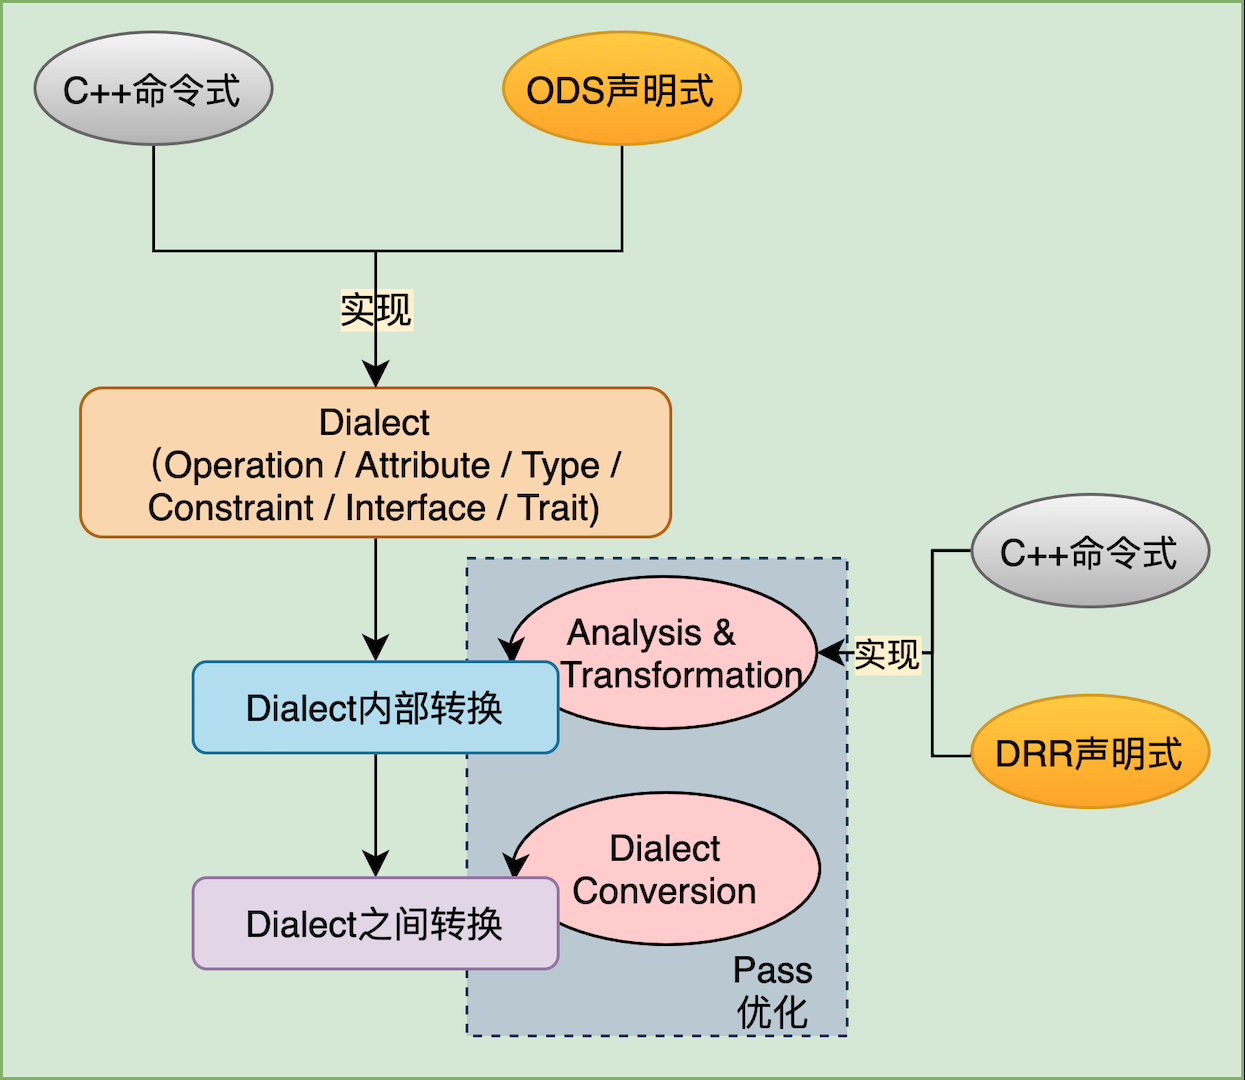 C++命令式
ODS声明式
实现
Dialect
（Operation / Attribute / Type /
Constraint / Interface / Trait)
C++命令式
Analysis &
Transformation
实现
Dialect内部转换
DRR声明式
Dialect
Conversion
Dialect之间转换
Pass
优化